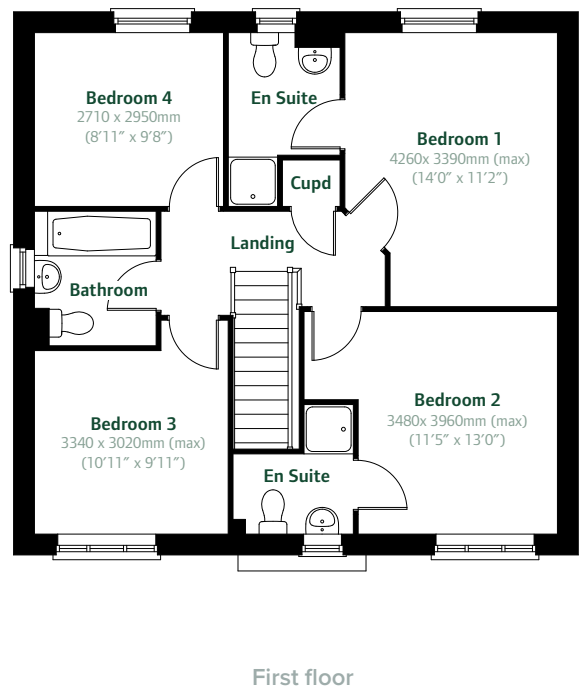 Bedroom 4
2710 x 2950mm
(8’11” x 9’8”)
En Suite
Bedroom 1
4260x 3390mm (max)
(14’0” x 11’2”)
Cupd
Landing
Bathroom
Bedroom 3
3340 x 3020mm (max)
(10’11” x 9’11”)
Bedroom 2
3480x 3960mm (max)
(11’5” x 13’0”)
En Suite
First floor